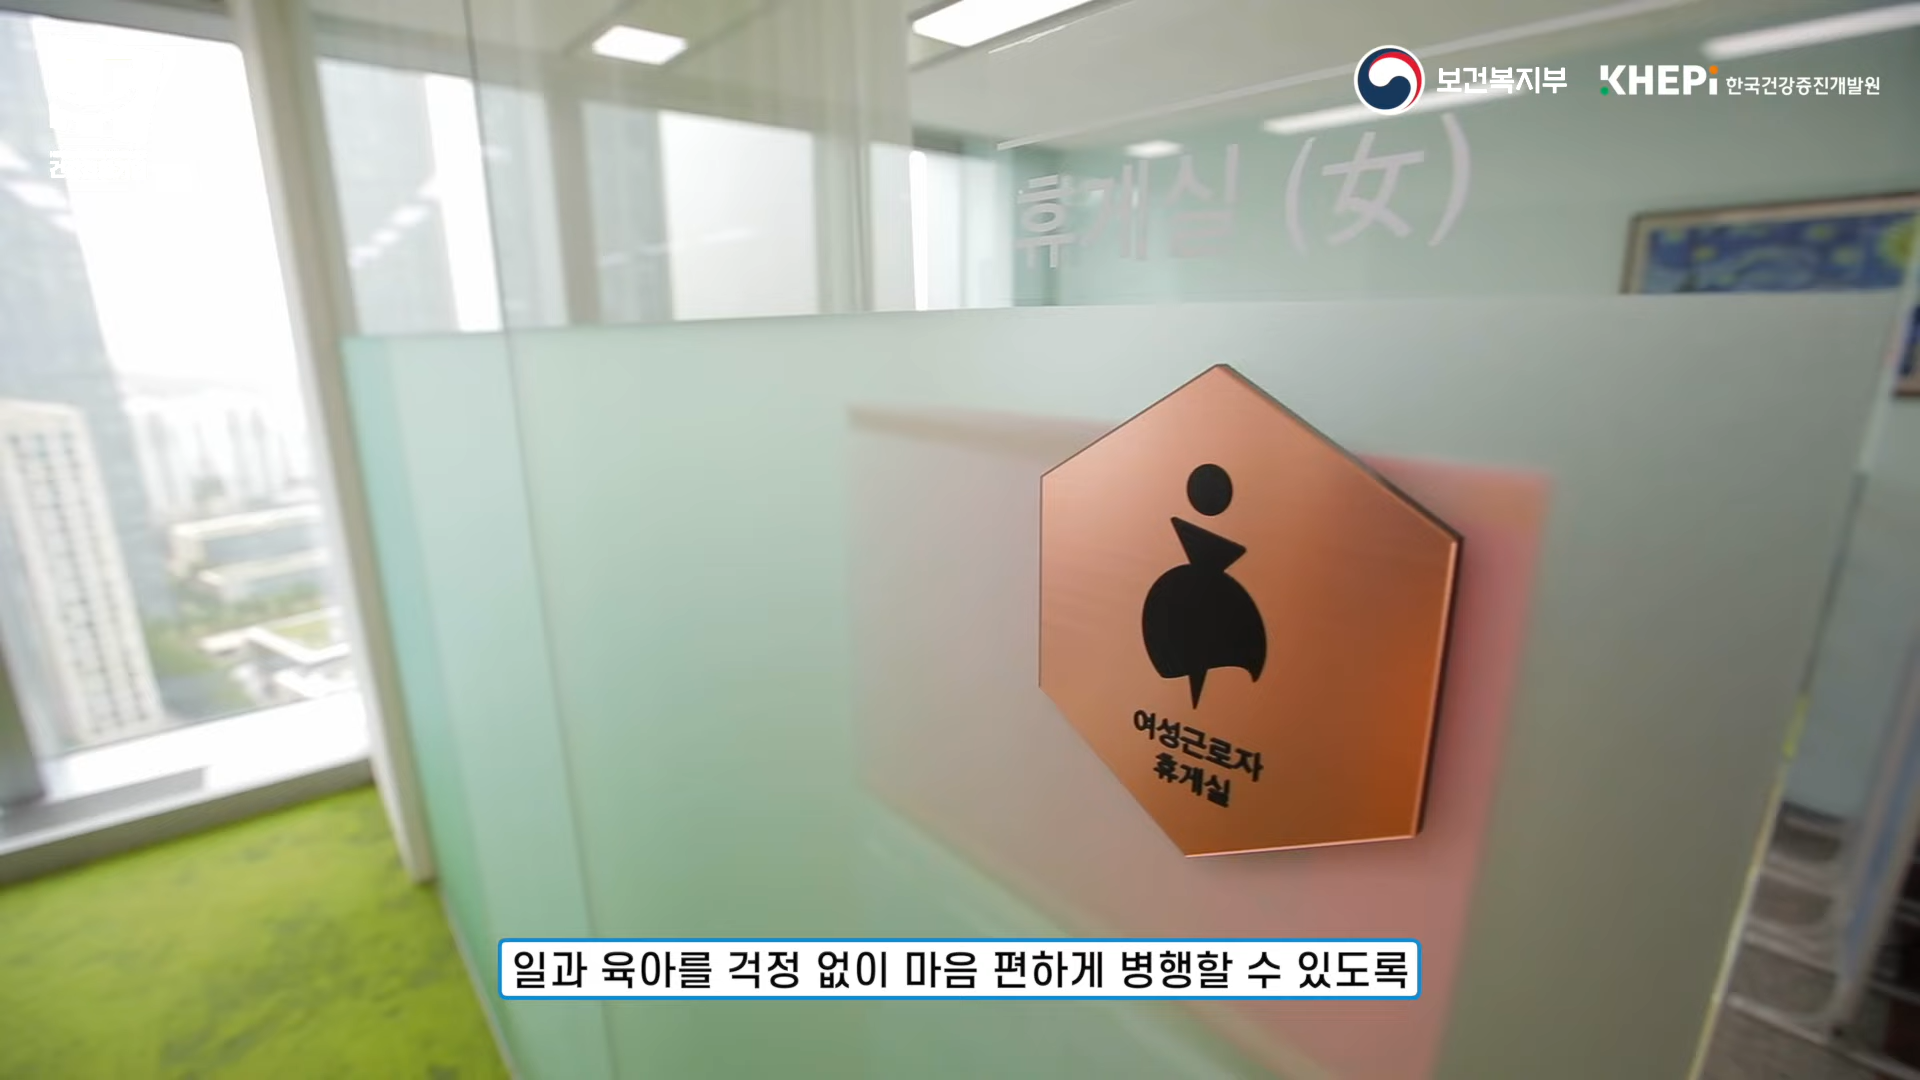 보건복지부
KHEPi 한국건강증진개발원
휴게실 (女)
여성근로자
휴게실
일과 육아를 걱정 없이 마음 편하게 병행할 수 있도록